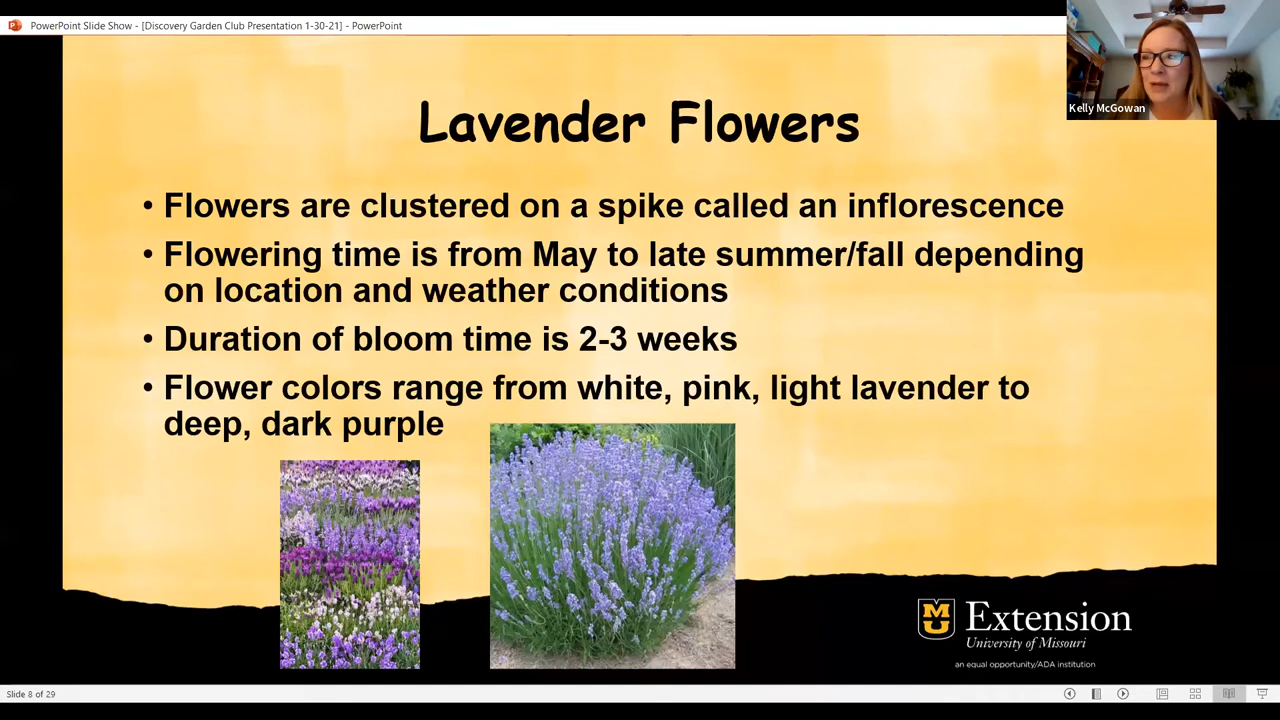 PowerPoint Slide Show - [Discovery Garden Club Presentation 1-30-21] - PowerPoint
Kelly McGowan
Lavender Flowers
• Flowers are clustered on a spike called an inflorescence
• Flowering time is from May to late summer/fall depending
on location and weather conditions
• Duration of bloom time is 2-3 weeks
• Flower colors range from white, pink, light lavender to
deep, dark purple
MU Extension
University of Missouri
an equal opportunity/ADA institution
Slide 8 of 29